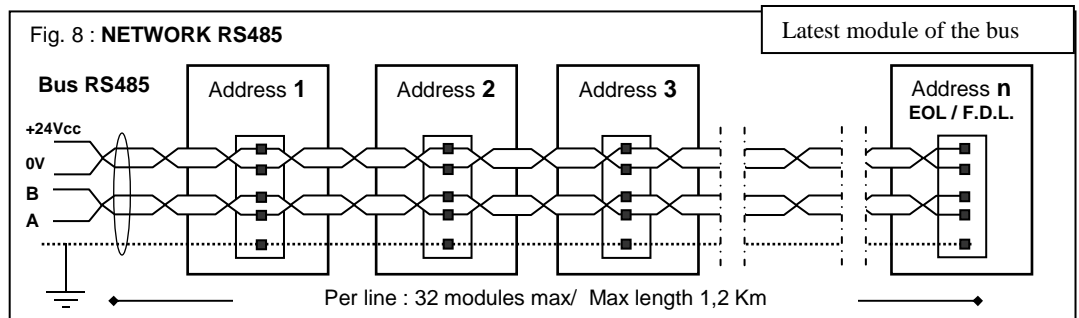 Fig. 8 : NETWORK RS485
Latest module of the bus
Bus RS485
Address 1
Address 2
Address 3
Address n
EOL / F.D.L.
+24Vcc
0V
B
A
Per line : 32 modules max/ Max length 1,2 Km